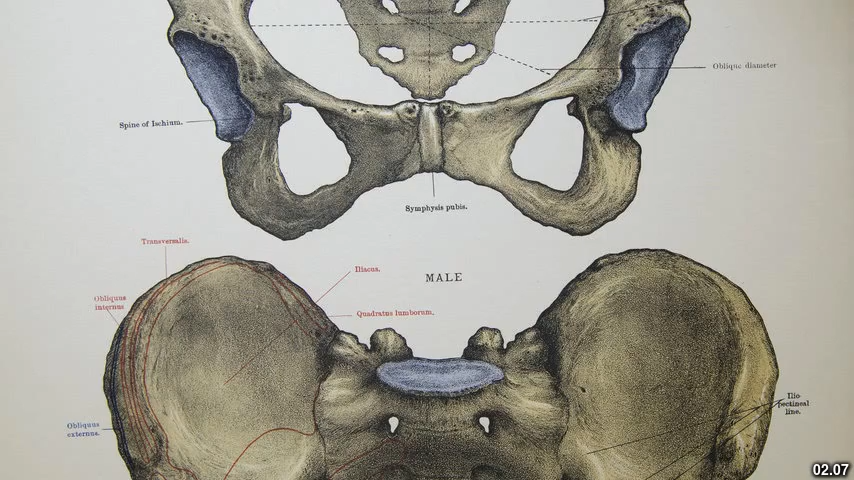 Oblique diameter
Spine of Ischium.
Symphysis pubis.
Transversalis.
Iliacus.
MALE
Obliquus
internus
Quadratus lumborum.
Ilio
pectineal
line.
Obliquus
externus.
02.07